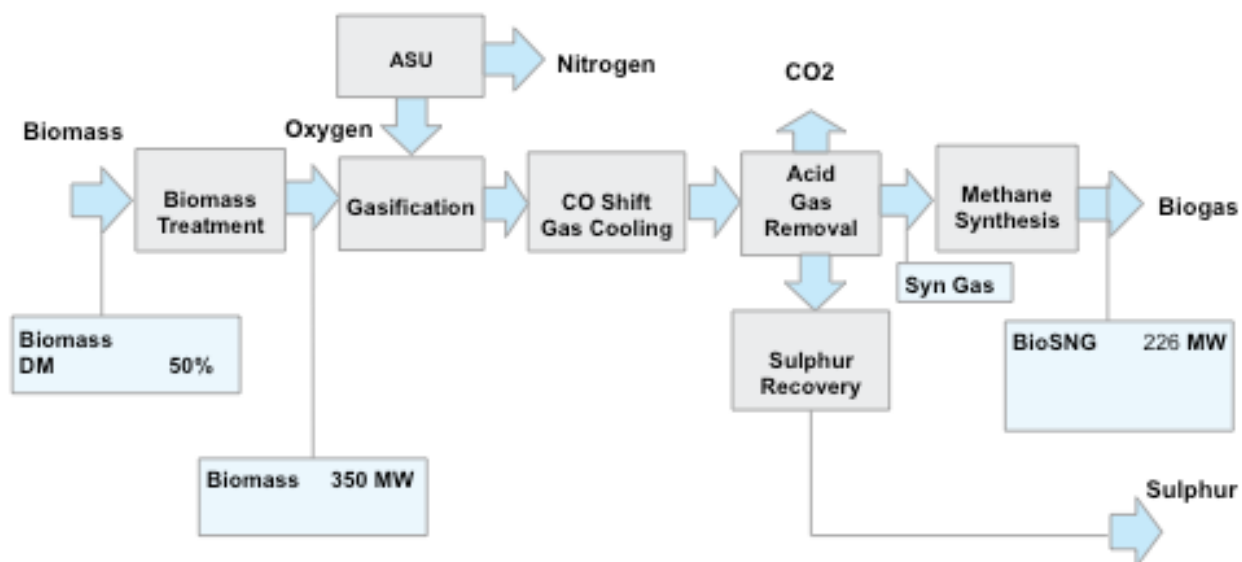 ASU
Nitrogen
CO2
Biomass
Oxygen
Biomass
Treatment
Gasification
CO Shift
Gas Cooling
Acid
Gas
Removal
Methane
Synthesis
Biogas
Syn Gas
Biomass
DM 50%
Sulphur
Recovery
BioSNG 226 MW
Biomass 350 MW
Sulphur